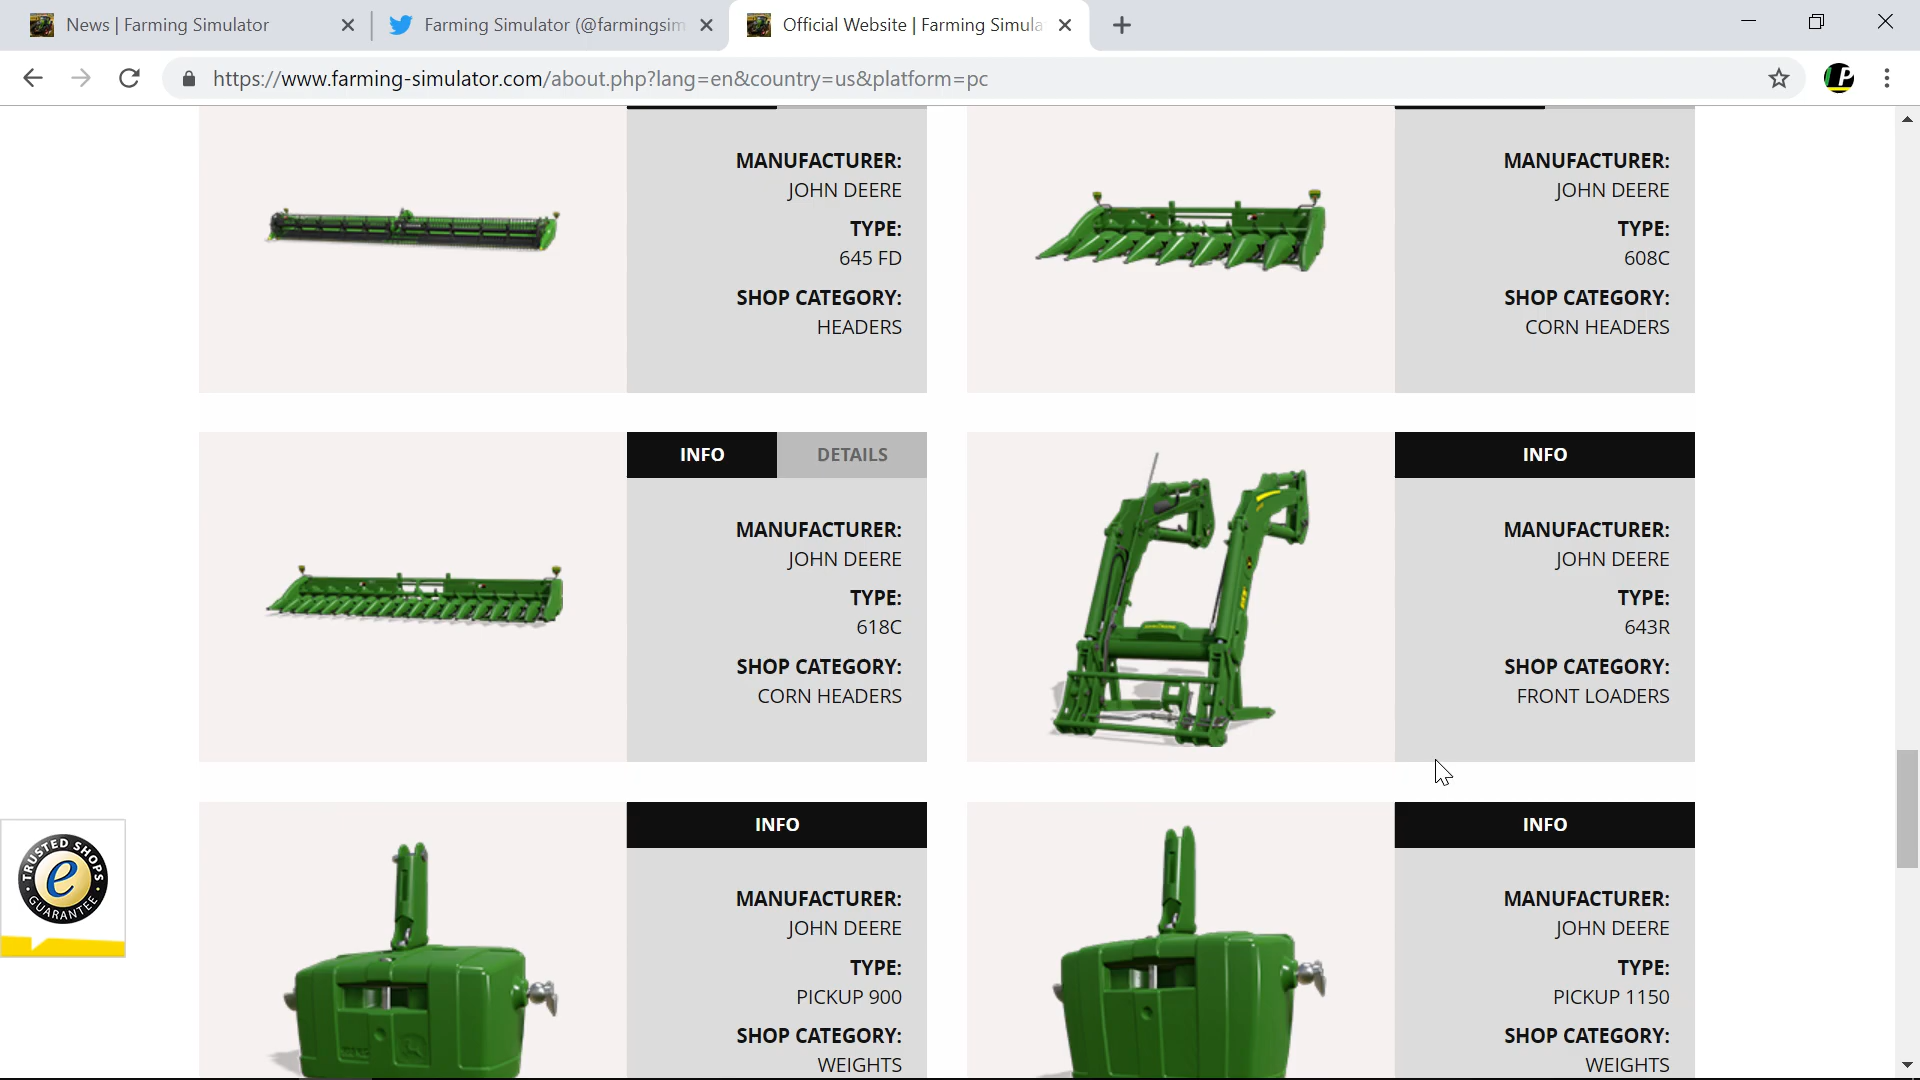 News | Farming Simulator
Farming Simulator (@farmingsim
Official Website | Farming Simula
https://www.farming-simulator.com/about.php?lang=en&country=us&platform=pc
MANUFACTURER:
JOHN DEERE
TYPE:
645 FD
SHOP CATEGORY:
HEADERS
MANUFACTURER:
JOHN DEERE
TYPE:
608C
SHOP CATEGORY:
CORN HEADERS
INFO DETAILS
MANUFACTURER:
JOHN DEERE
TYPE:
618C
SHOP CATEGORY:
CORN HEADERS
INFO
MANUFACTURER:
JOHN DEERE
TYPE:
643R
SHOP CATEGORY:
FRONT LOADERS
INFO
MANUFACTURER:
JOHN DEERE
TYPE:
PICKUP 900
SHOP CATEGORY:
WEIGHTS
INFO
MANUFACTURER:
JOHN DEERE
TYPE:
PICKUP 1150
SHOP CATEGORY:
WEIGHTS
TRUSTED SHOPS
e
GUARANTEE